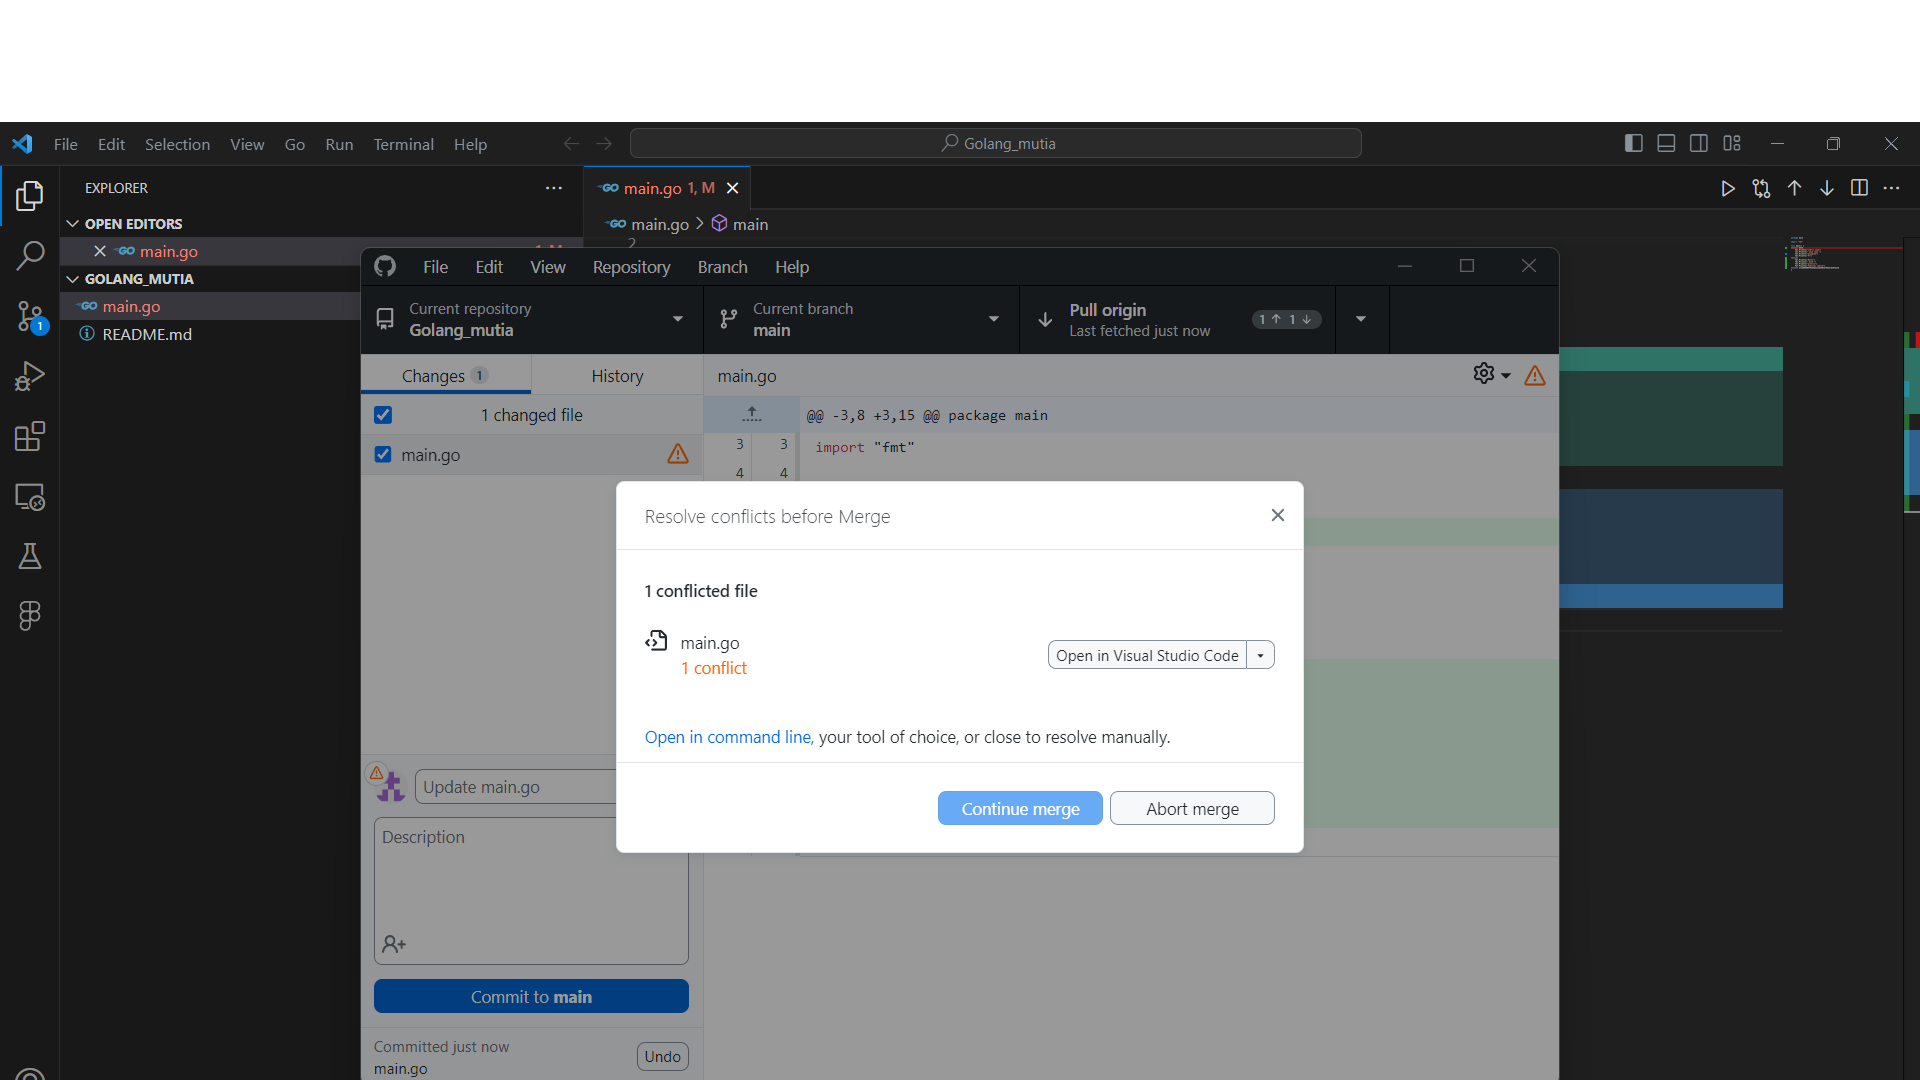 File Edit Selection View Go Run Terminal Help
Golang_mutia
EXPLORER
OPEN EDITORS
main.go
GOLANG_MUTIA
main.go
README.md
1
main.go 1, M
main.go > main
2
File Edit View Repository Branch Help
Current repository
Golang_mutia
Current branch
main
Pull origin
Last fetched just now
1 ↑ 1 ↓
Changes 1
History
1 changed file
main.go
main.go
@@ -3,8 +3,15 @@ package main
3 3 import "fmt"
4 4
Resolve conflicts before Merge
1 conflicted file
main.go
1 conflict
Open in Visual Studio Code
Open in command line, your tool of choice, or close to resolve manually.
Continue merge
Abort merge
Update main.go
Description
Commit to main
Committed just now
main.go
Undo